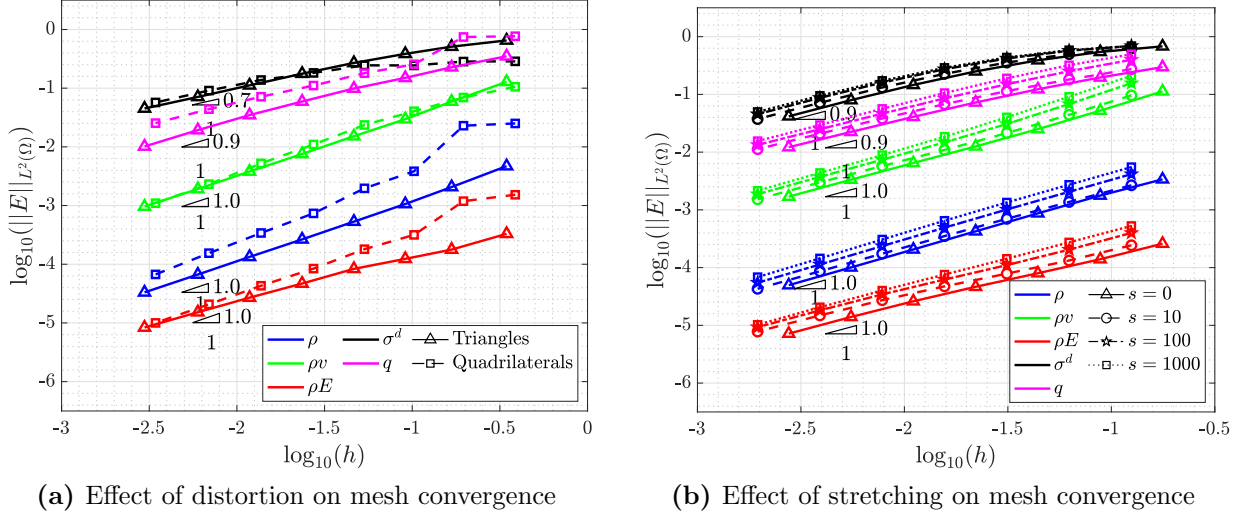 0
-1
-2
-3
-4
-5
-6
-3
-2.5
-2
-1.5
-1
-0.5
0
log₁₀(||E||_{L²(Ω)})
log₁₀(h)
0.7
1
0.9
1
1.0
1
1.0
1
1.0
1
ρ
ρv
ρE
σᵈ
q
Triangles
Quadrilaterals
(a) Effect of distortion on mesh convergence
0
-1
-2
-3
-4
-5
-6
-3
-2.5
-2
-1.5
-1
-0.5
log₁₀(||E||_{L²(Ω)})
log₁₀(h)
0.9
1
0.9
1
1.0
1
1.0
1
1.0
1
ρ
ρv
ρE
σᵈ
q
s = 0
s = 10
s = 100
s = 1000
(b) Effect of stretching on mesh convergence